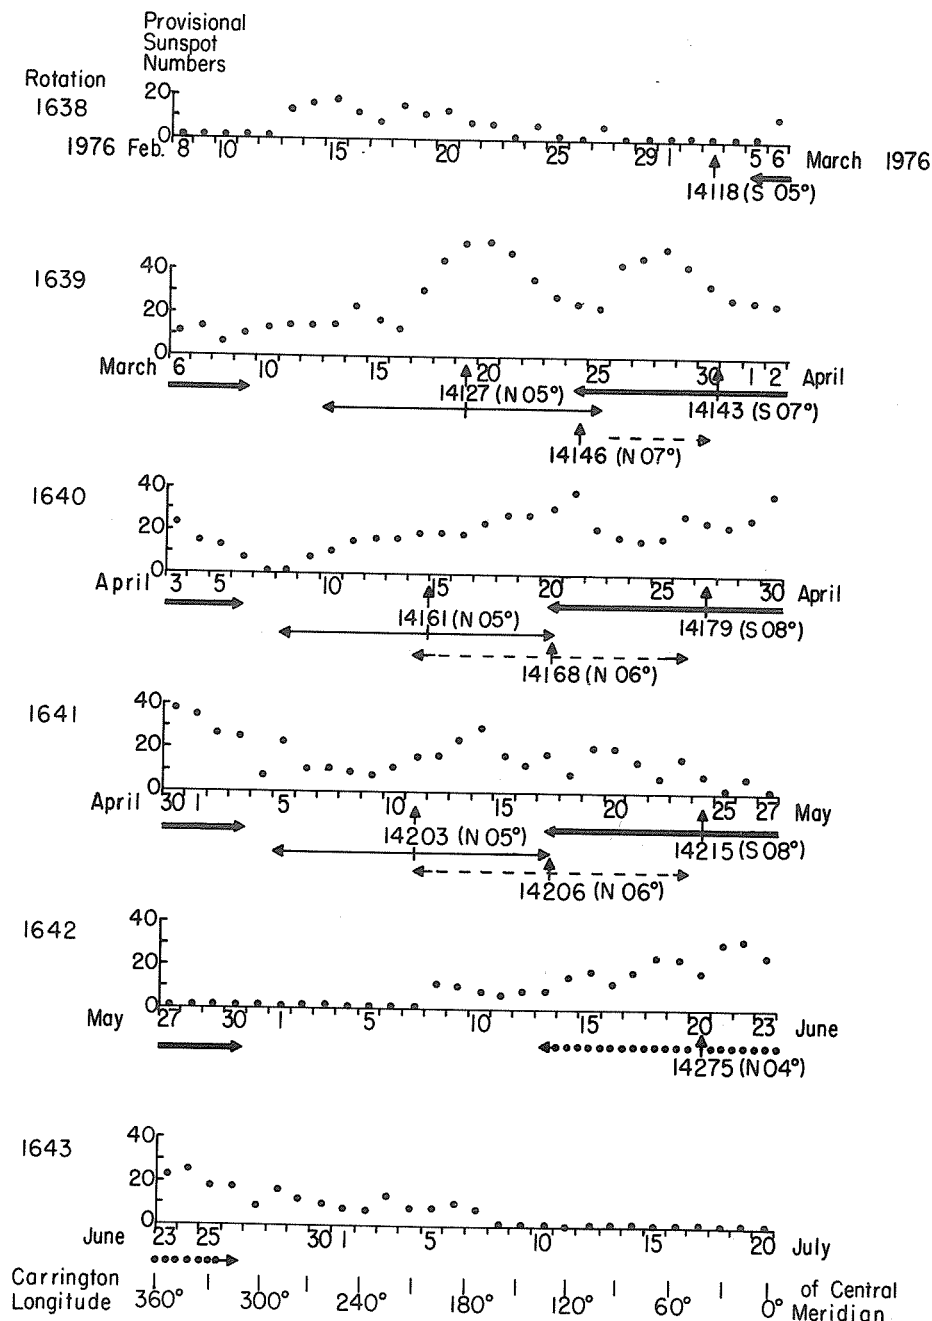 Provisional
Sunspot
Numbers
Rotation
1638
20
0
1976 Feb. 8 10 15 20 25 29 1 5 6 March 1976
14118 (S 05°)
1639
40
20
0
March 6 10 15 20 25 30 1 2 April
14127 (N 05°)
14143 (S 07°)
14146 (N 07°)
1640
40
20
0
April 3 5 10 15 20 25 30 April
14161 (N 05°)
14179 (S 08°)
14168 (N 06°)
1641
40
20
0
April 30 1 5 10 15 20 25 27 May
14203 (N 05°)
14215 (S 08°)
14206 (N 06°)
1642
40
20
0
May 27 30 1 5 10 15 20 23 June
14275 (N 04°)
1643
40
20
0
June 23 25 30 1 5 10 15 20 July
Carrington
Longitude
360° 300° 240° 180° 120° 60° 0°
of Central
Meridian